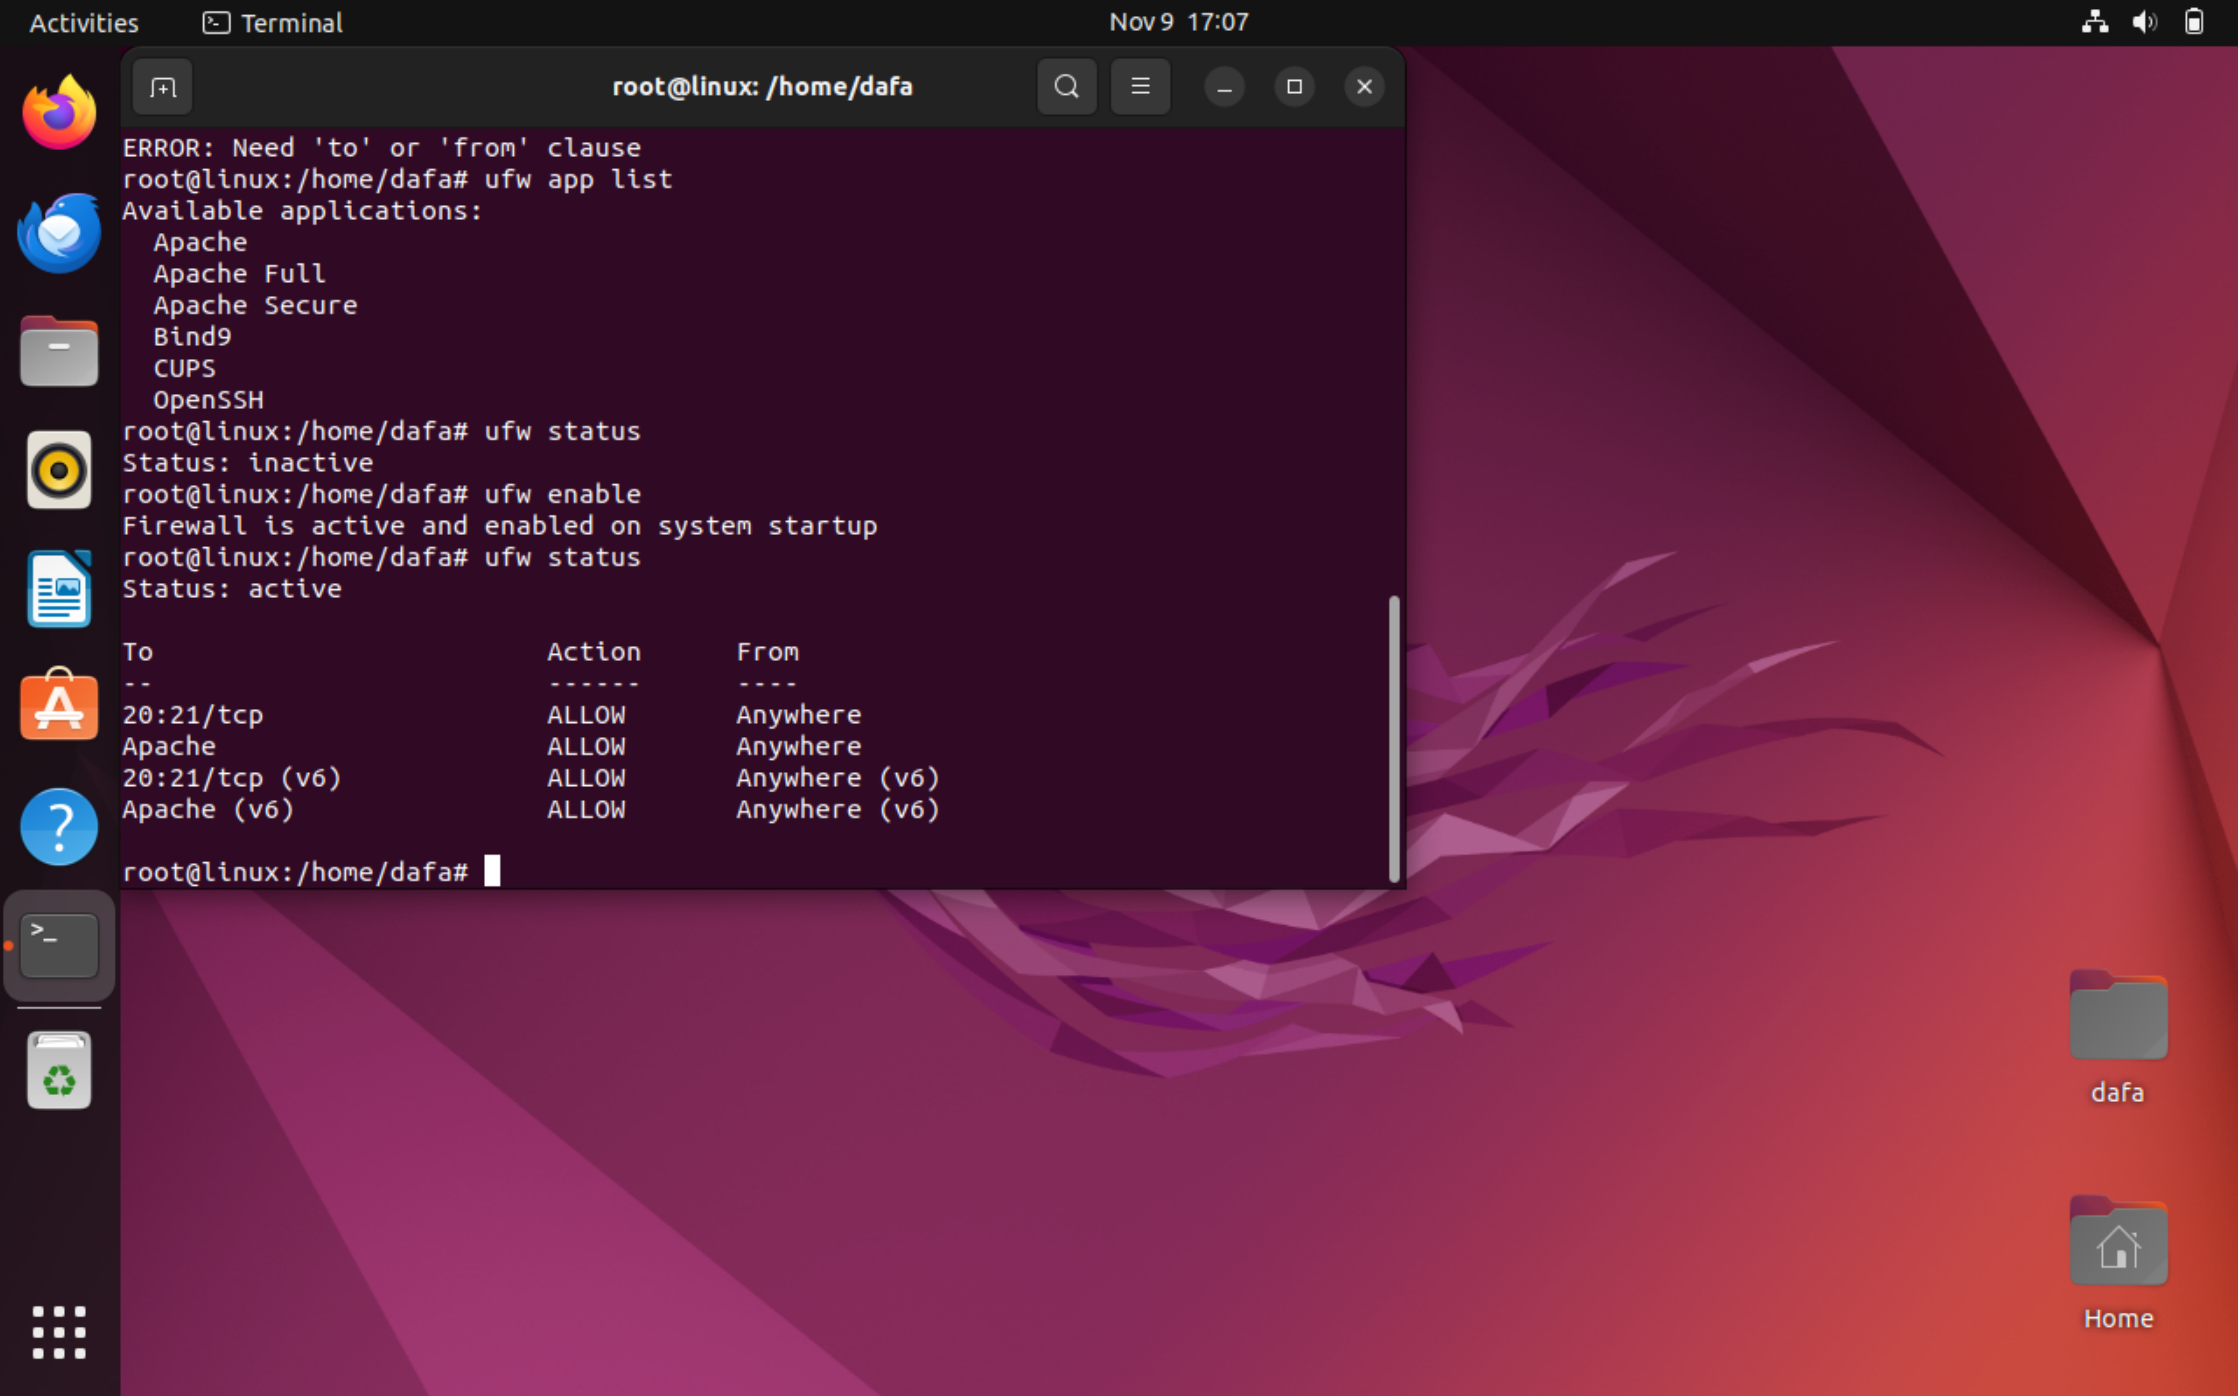 Activities
Terminal
Nov 9 17:07
root@linux: /home/dafa
ERROR: Need 'to' or 'from' clause
root@linux:/home/dafa# ufw app list
Available applications:
  Apache
  Apache Full
  Apache Secure
  Bind9
  CUPS
  OpenSSH
root@linux:/home/dafa# ufw status
Status: inactive
root@linux:/home/dafa# ufw enable
Firewall is active and enabled on system startup
root@linux:/home/dafa# ufw status
Status: active
To                         Action      From
--                         ------      ----
20:21/tcp                  ALLOW       Anywhere
Apache                     ALLOW       Anywhere
20:21/tcp (v6)             ALLOW       Anywhere (v6)
Apache (v6)                ALLOW       Anywhere (v6)
root@linux:/home/dafa#
dafa
Home